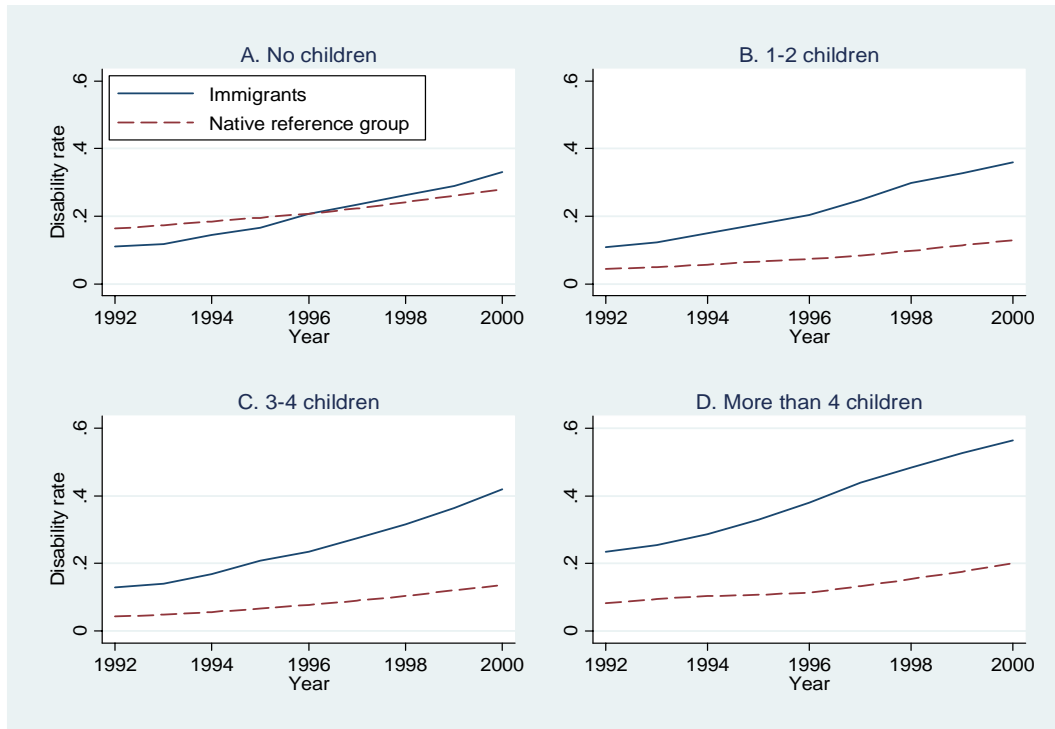 A. No children
Immigrants
Native reference group
Disability rate
.6
.4
.2
0
1992 1994 1996 1998 2000
Year
B. 1-2 children
.6
.4
.2
0
1992 1994 1996 1998 2000
Year
C. 3-4 children
Disability rate
.6
.4
.2
0
1992 1994 1996 1998 2000
Year
D. More than 4 children
.6
.4
.2
0
1992 1994 1996 1998 2000
Year